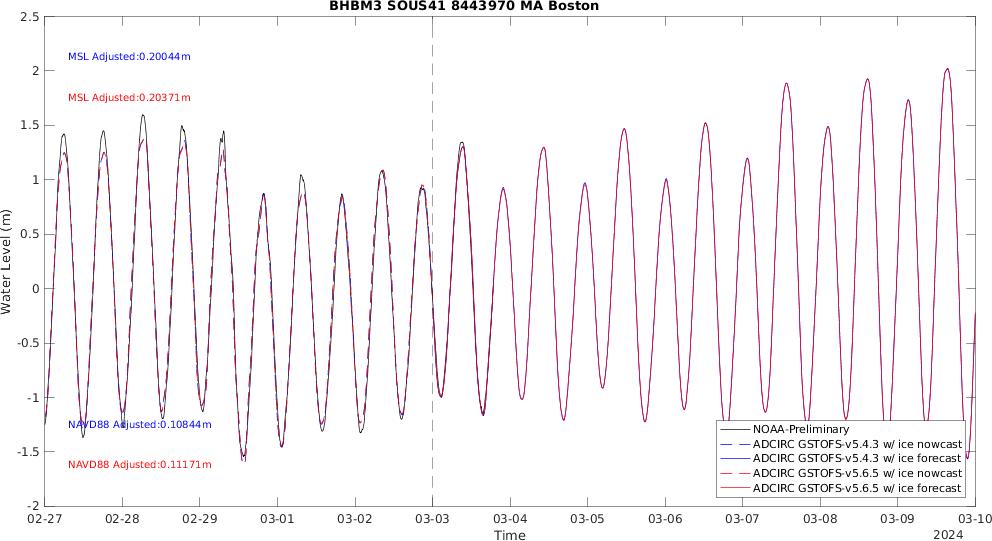 BHBM3 SOUS41 8443970 MA Boston
Water Level (m)
2.5
2
1.5
1
0.5
0
-0.5
-1
-1.5
-2
MSL Adjusted:0.20044m
MSL Adjusted:0.20371m
NAVD88 Adjusted:0.10844m
NAVD88 Adjusted:0.11171m
NOAA-Preliminary
ADCIRC GSTOFS-v5.4.3 w/ ice nowcast
ADCIRC GSTOFS-v5.4.3 w/ ice forecast
ADCIRC GSTOFS-v5.6.5 w/ ice nowcast
ADCIRC GSTOFS-v5.6.5 w/ ice forecast
02-27 02-28 02-29 03-01 03-02 03-03 03-04 03-05 03-06 03-07 03-08 03-09 03-10
Time
2024